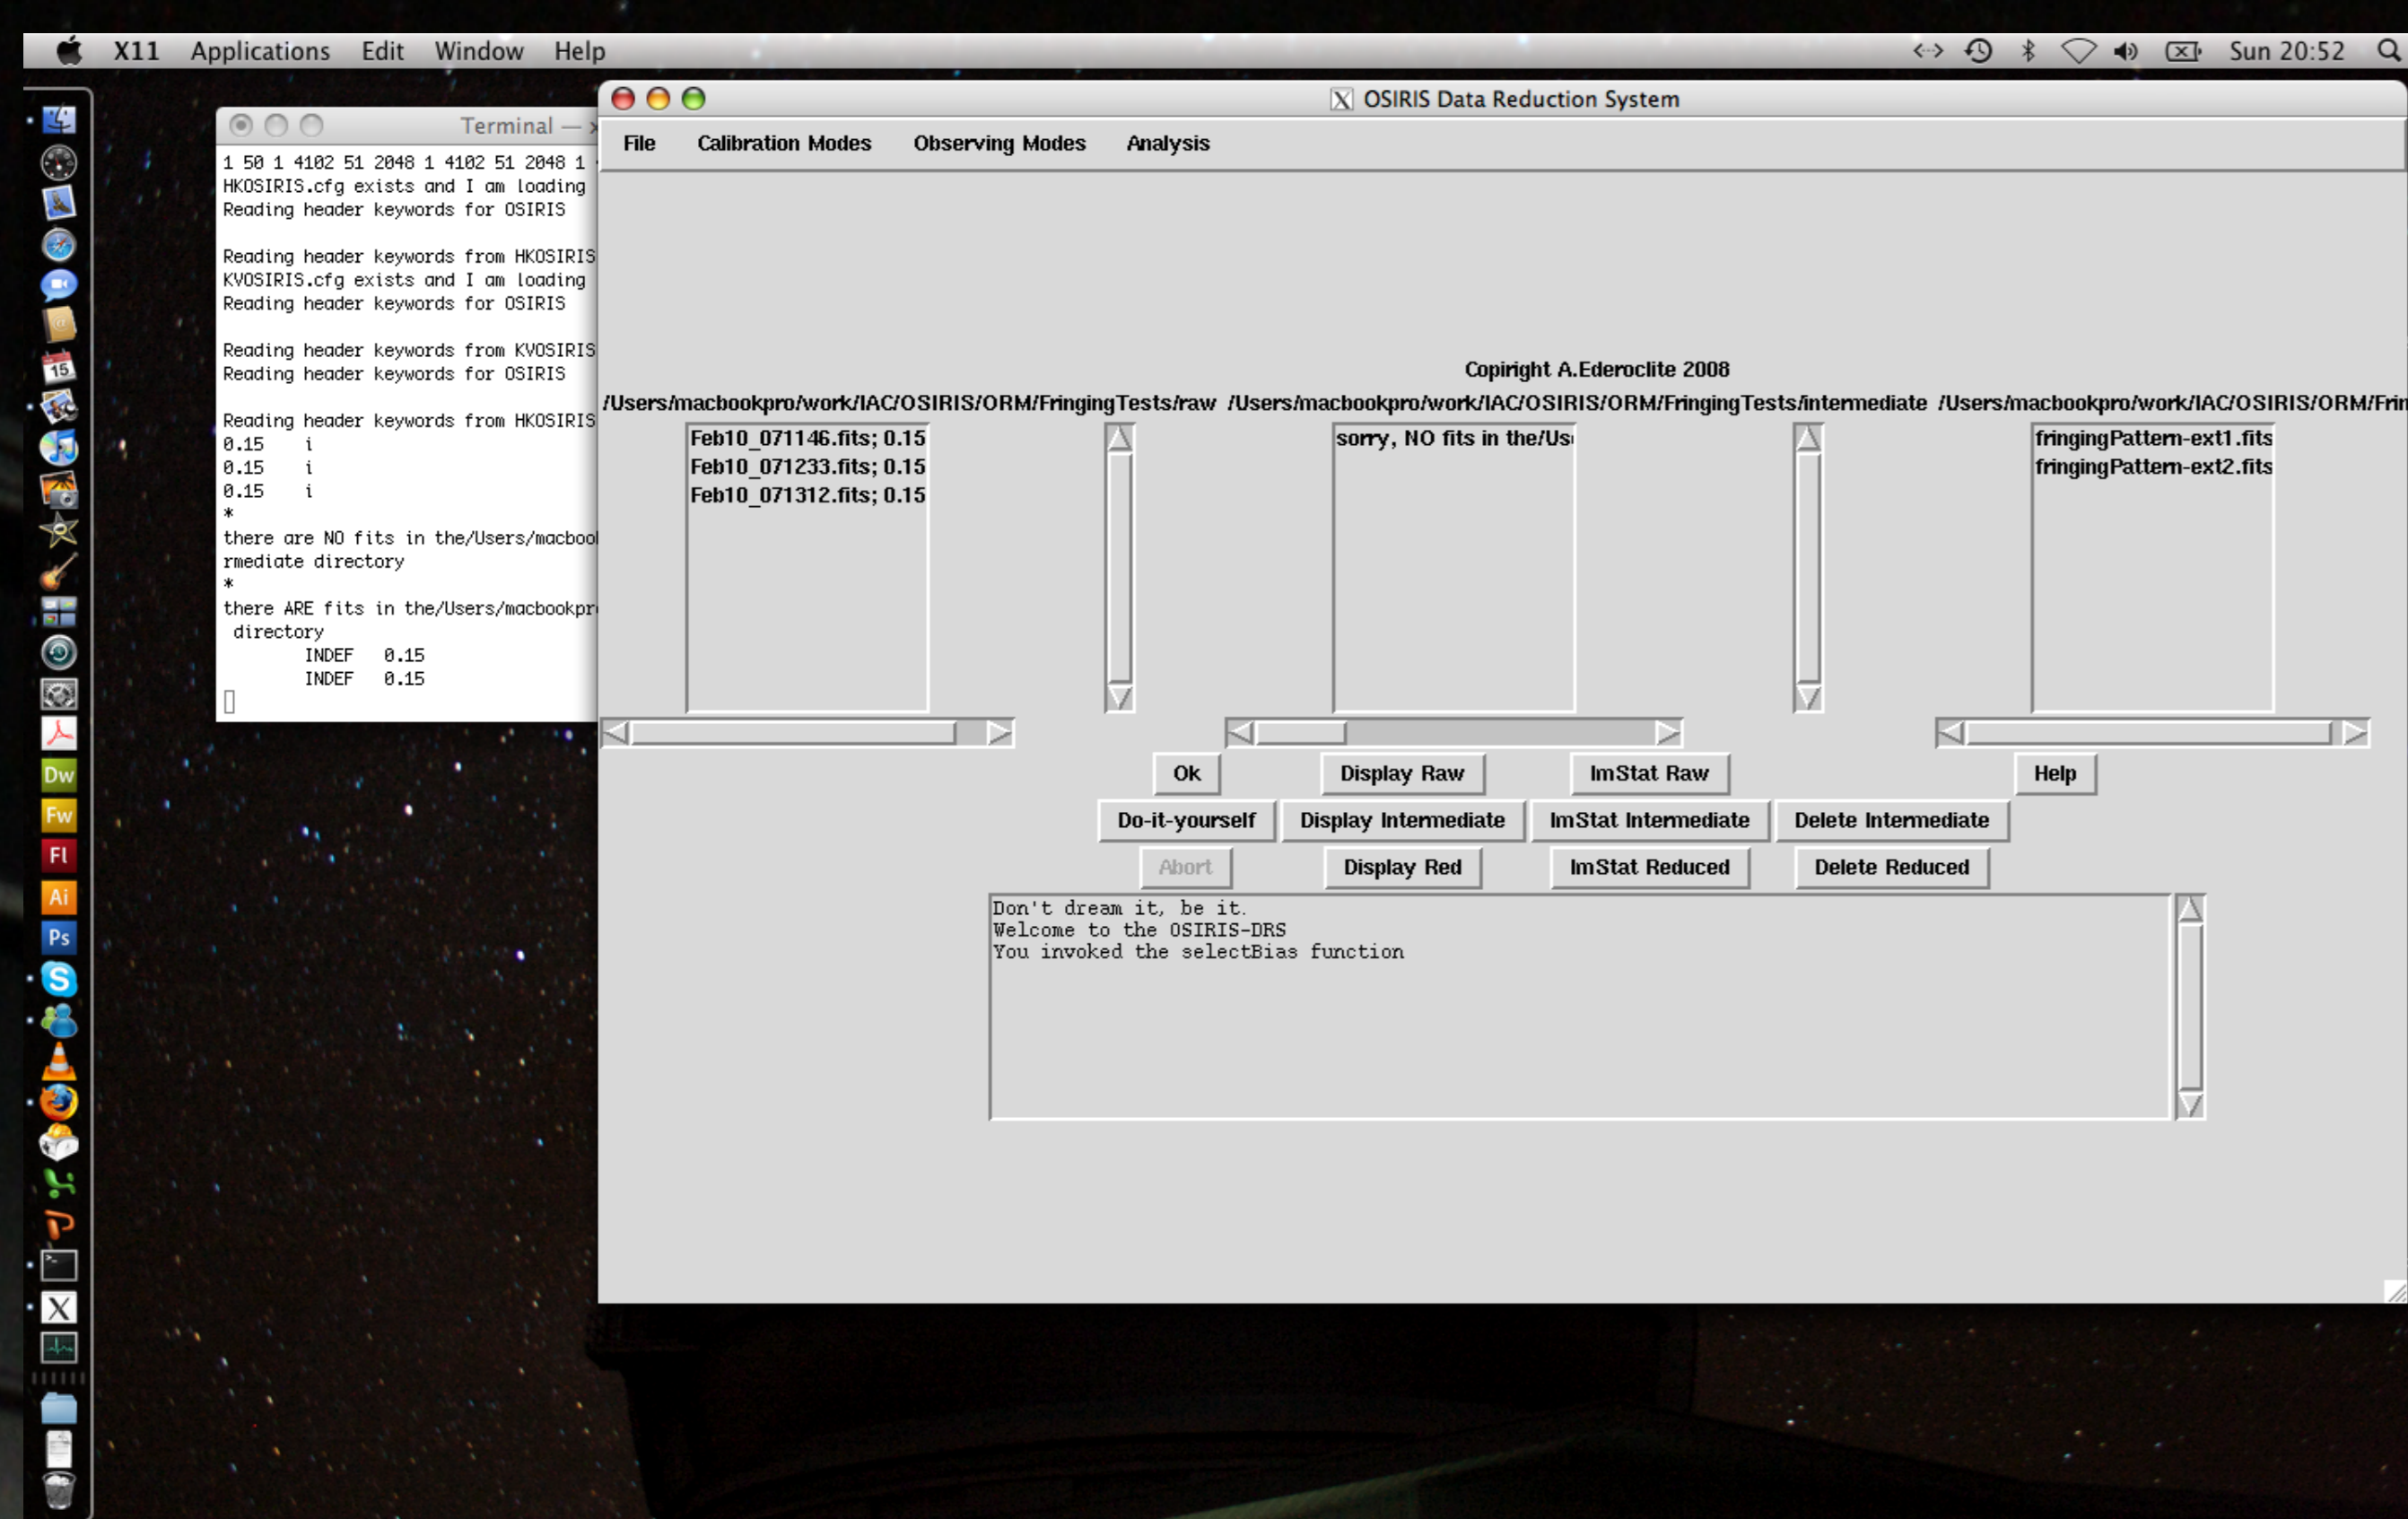 X11 Applications Edit Window Help Sun 20:52
Terminal —
1 50 1 4102 51 2048 1 4102 51 2048 1
HKOSIRIS.cfg exists and I am loading
Reading header keywords for OSIRIS
Reading header keywords from HKOSIRIS
KVOSIRIS.cfg exists and I am loading
Reading header keywords for OSIRIS
Reading header keywords from KVOSIRIS
Reading header keywords for OSIRIS
Reading header keywords from HKOSIRIS
0.15 i
0.15 i
0.15 i
*
there are NO fits in the/Users/macbook
rmediate directory
*
there ARE fits in the/Users/macbookpr
directory
INDEF 0.15
INDEF 0.15
X OSIRIS Data Reduction System
File Calibration Modes Observing Modes Analysis
Copiright A.Ederoclite 2008
/Users/macbookpro/work/IAC/OSIRIS/ORM/FringingTests/raw /Users/macbookpro/work/IAC/OSIRIS/ORM/FringingTests/intermediate /Users/macbookpro/work/IAC/OSIRIS/ORM/Frin
Feb10_071146.fits; 0.15
Feb10_071233.fits; 0.15
Feb10_071312.fits; 0.15
sorry, NO fits in the/Us
fringingPattern-ext1.fits
fringingPattern-ext2.fits
Ok Display Raw ImStat Raw Help
Do-it-yourself Display Intermediate ImStat Intermediate Delete Intermediate
Abort Display Red ImStat Reduced Delete Reduced
Don't dream it, be it.
Welcome to the OSIRIS-DRS
You invoked the selectBias function
15
Dw
Fw
Fl
Ai
Ps
S
X